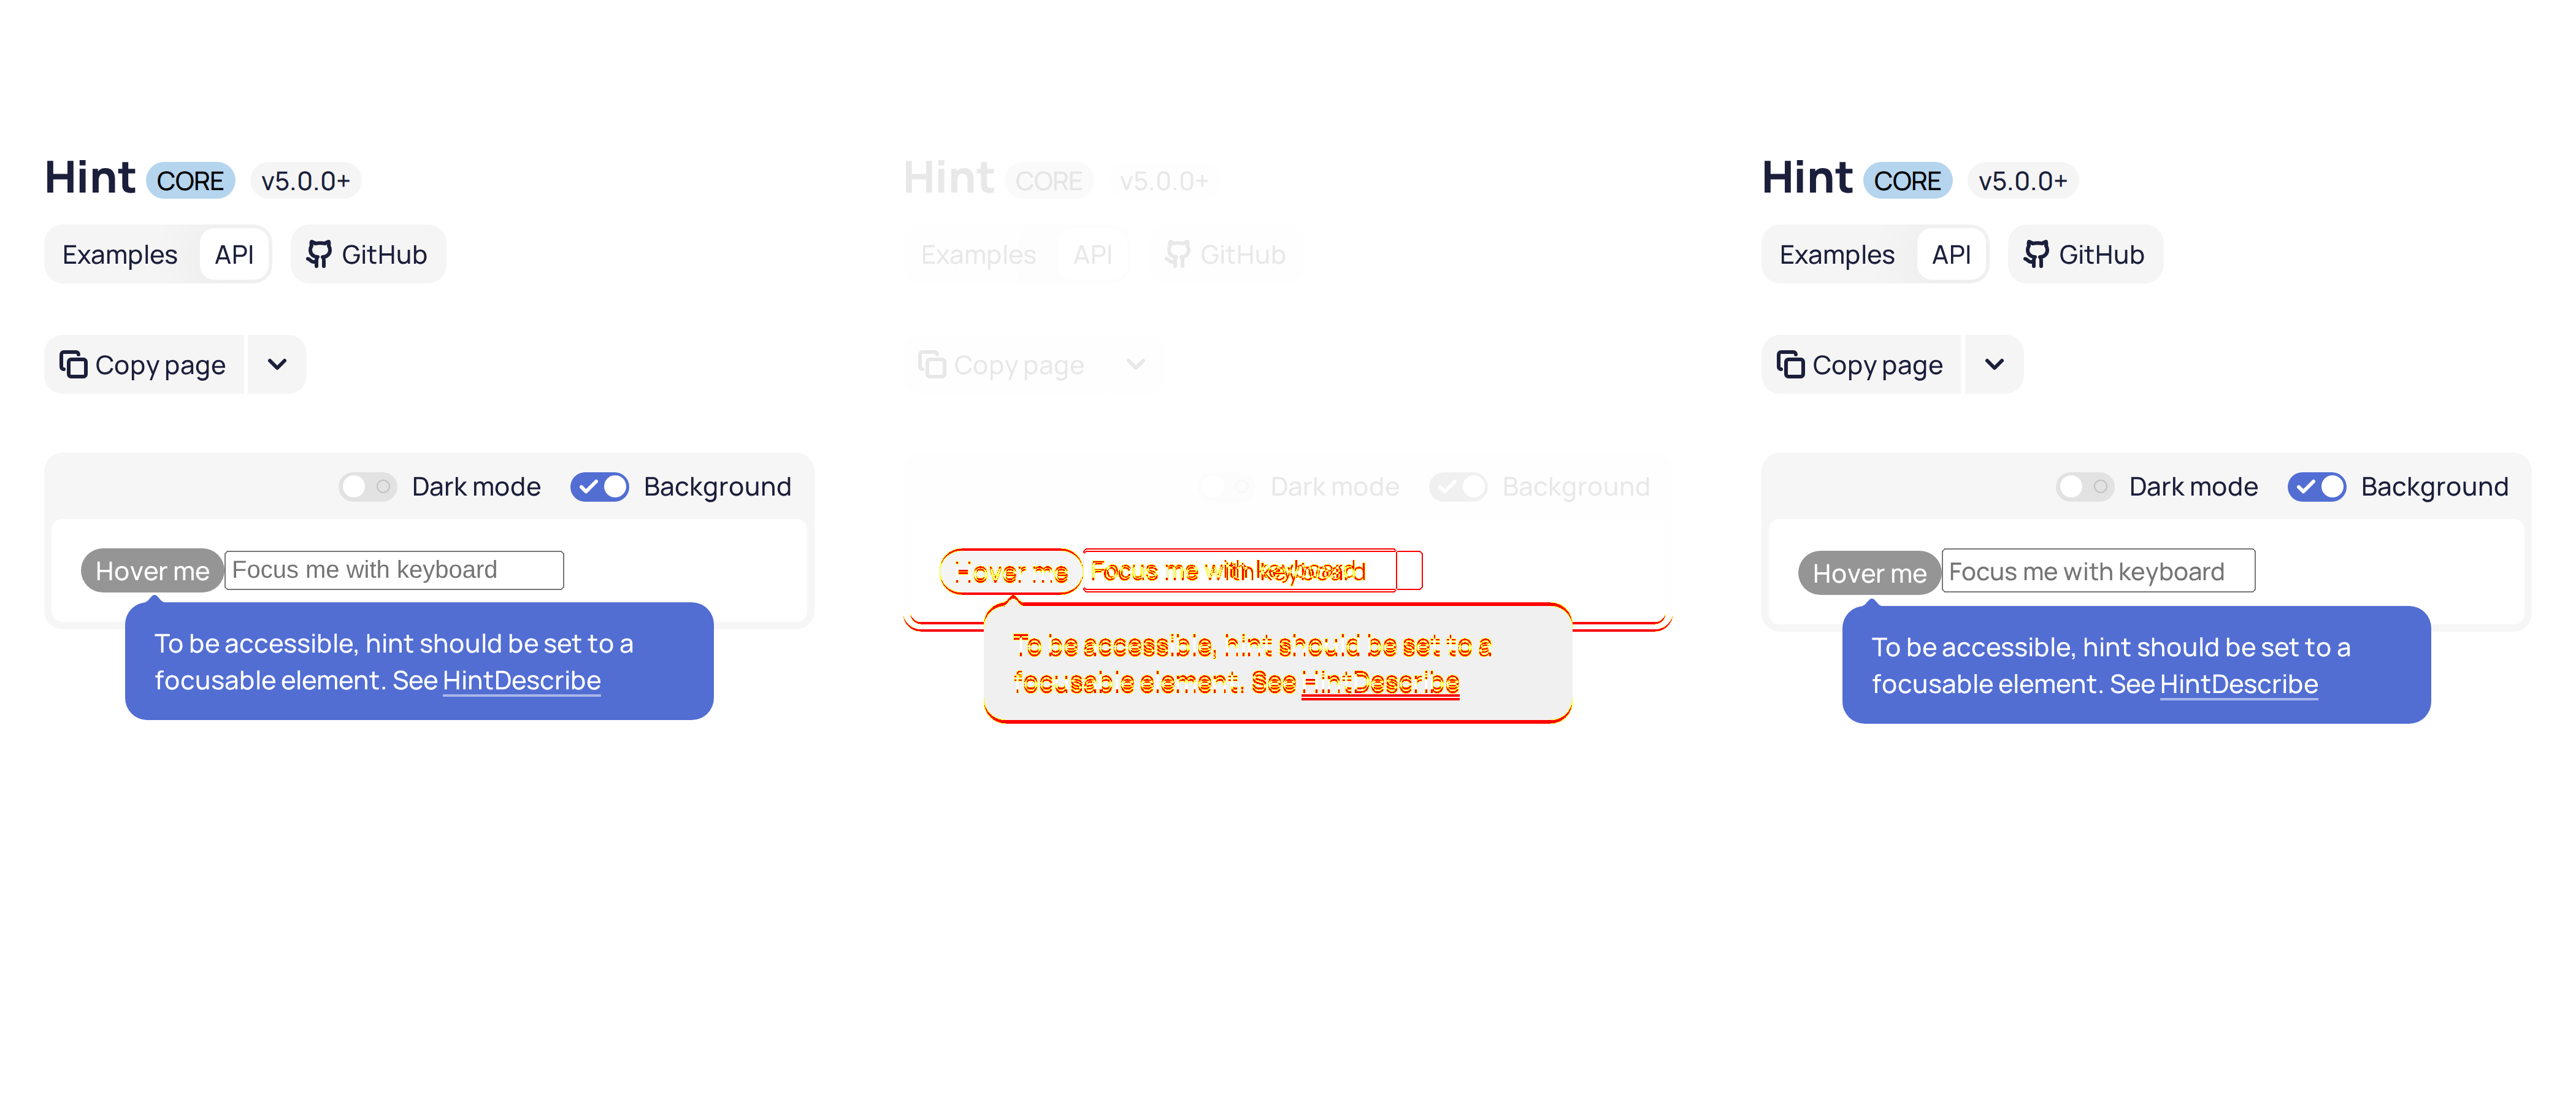 Hint CORE v5.0.0+
Examples API GitHub
Copy page
Dark mode Background
Hover me Focus me with keyboard
To be accessible, hint should be set to a
focusable element. See HintDescribe
Hint CORE v5.0.0+
Examples API GitHub
Copy page
Dark mode Background
Hover me Focus me with keyboard
To be accessible, hint should be set to a
focusable element. See HintDescribe
Hint CORE v5.0.0+
Examples API GitHub
Copy page
Dark mode Background
Hover me Focus me with keyboard
To be accessible, hint should be set to a
focusable element. See HintDescribe